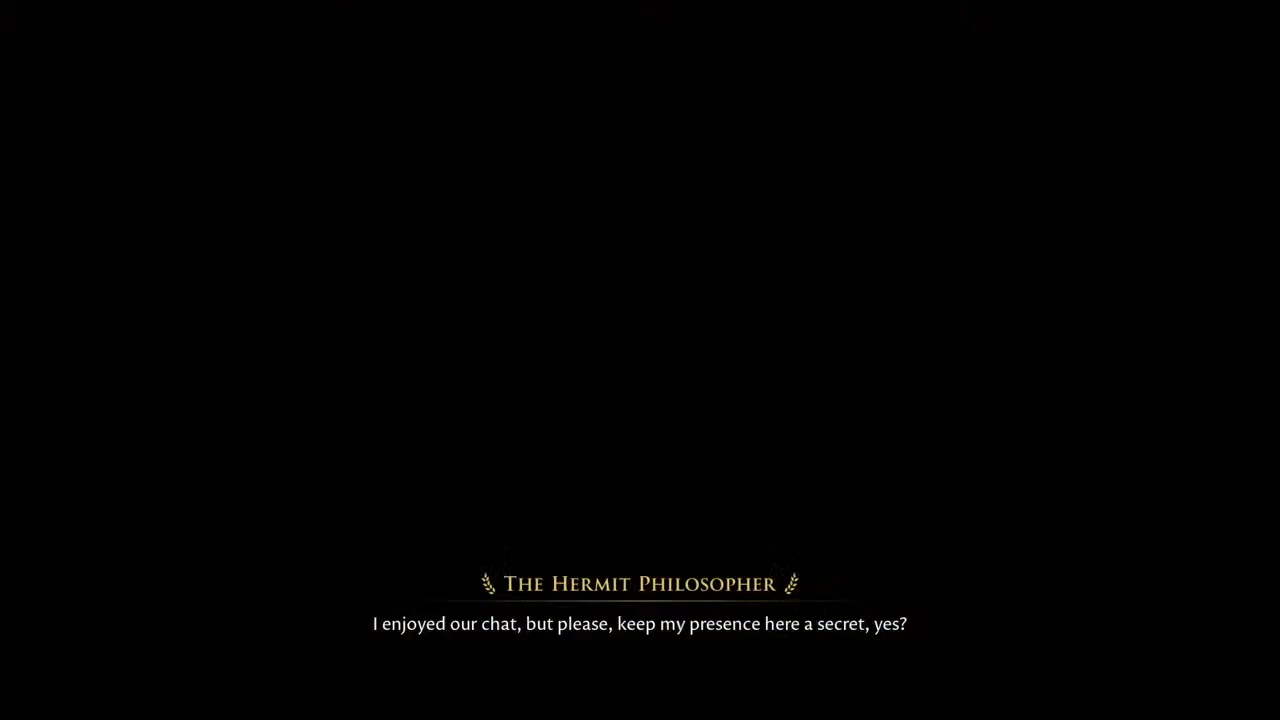 THE HERMIT PHILOSOPHER
I enjoyed our chat, but please, keep my presence here a secret, yes?